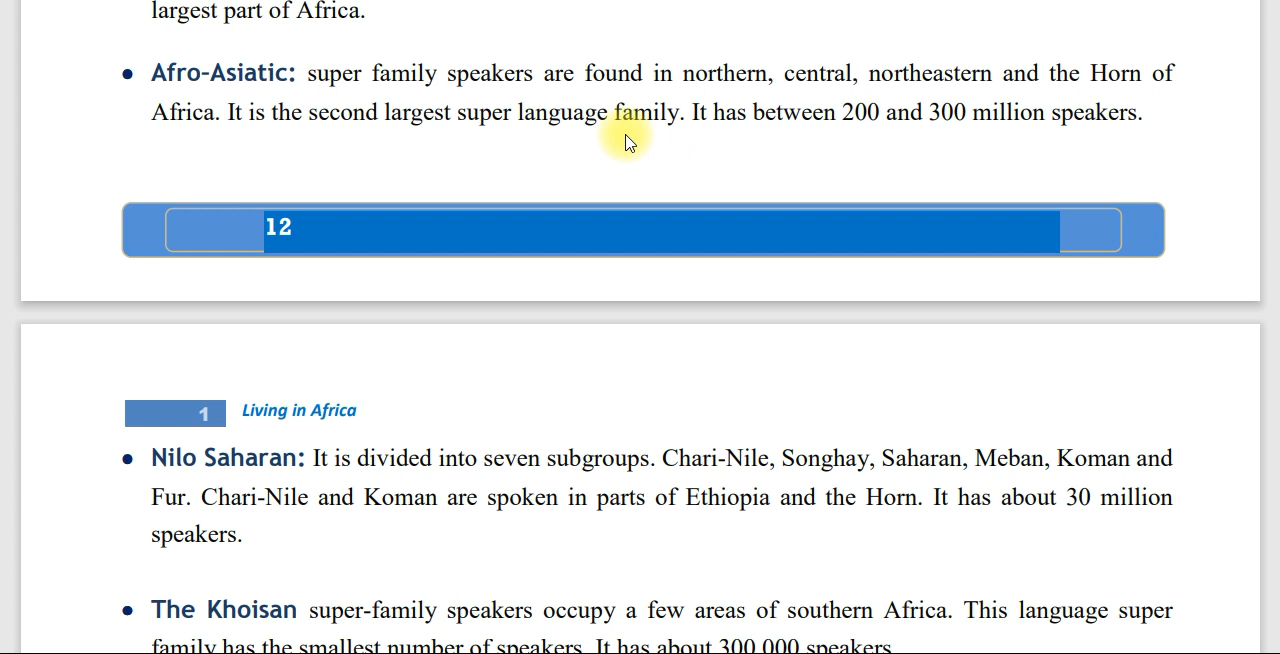 largest part of Africa.
• Afro-Asiatic: super family speakers are found in northern, central, northeastern and the Horn of
Africa. It is the second largest super language family. It has between 200 and 300 million speakers.
12
1 Living in Africa
• Nilo Saharan: It is divided into seven subgroups. Chari-Nile, Songhay, Saharan, Meban, Koman and
Fur. Chari-Nile and Koman are spoken in parts of Ethiopia and the Horn. It has about 30 million
speakers.
• The Khoisan super-family speakers occupy a few areas of southern Africa. This language super
family has the smallest number of speakers. It has about 300,000 speakers.